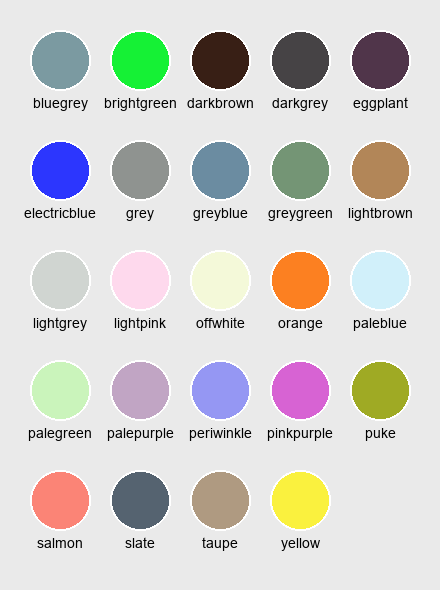 bluegrey brightgreen darkbrown darkgrey eggplant
electricblue grey greyblue greygreen lightbrown
lightgrey lightpink offwhite orange paleblue
palegreen palepurple periwinkle pinkpurple puke
salmon slate taupe yellow